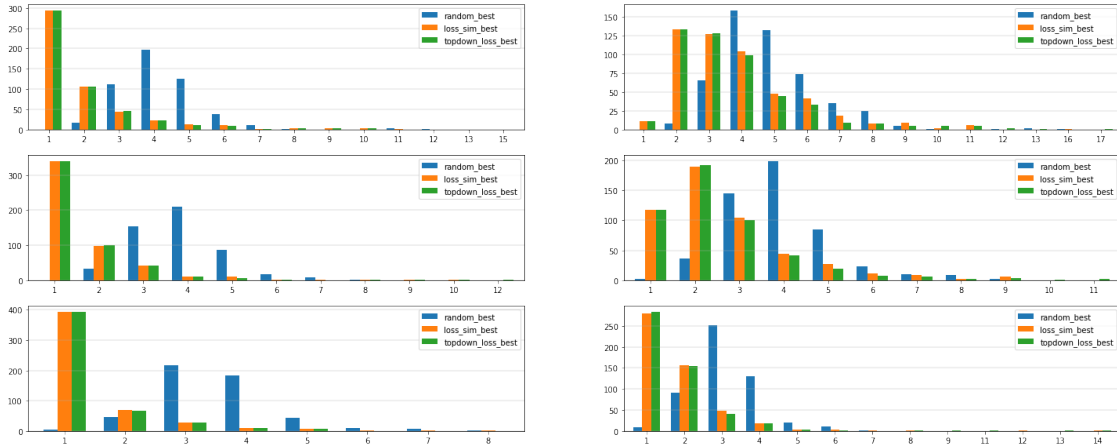 300
250
200
150
100
50
0
1 2 3 4 5 6 7 8 9 10 11 12 13 15
random_best
loss_sim_best
topdown_loss_best
150
125
100
75
50
25
0
1 2 3 4 5 6 7 8 9 10 11 12 13 16 17
random_best
loss_sim_best
topdown_loss_best
300
200
100
0
1 2 3 4 5 6 7 8 9 10 12
random_best
loss_sim_best
topdown_loss_best
200
150
100
50
0
1 2 3 4 5 6 7 8 9 10 11
random_best
loss_sim_best
topdown_loss_best
400
300
200
100
0
1 2 3 4 5 6 7 8
random_best
loss_sim_best
topdown_loss_best
250
200
150
100
50
0
1 2 3 4 5 6 7 8 9 11 12 13 14
random_best
loss_sim_best
topdown_loss_best